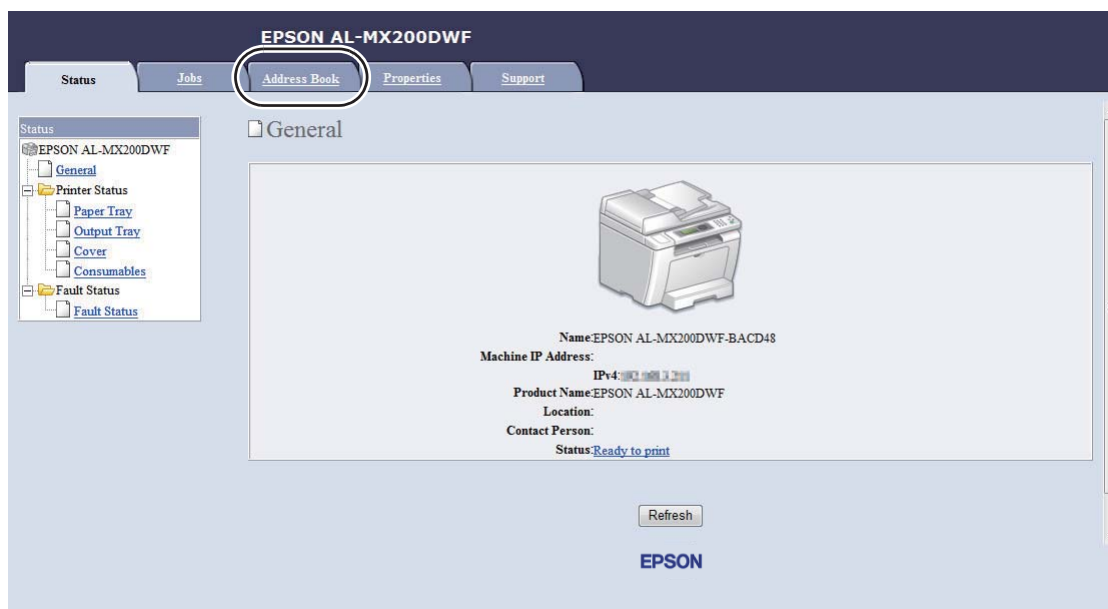 EPSON AL-MX200DWF
Status Jobs Address Book Properties Support
Status
EPSON AL-MX200DWF
General
Printer Status
Paper Tray
Output Tray
Cover
Consumables
Fault Status
Fault Status
General
Name:EPSON AL-MX200DWF-BACD48
Machine IP Address:
IPv4:
Product Name:EPSON AL-MX200DWF
Location:
Contact Person:
Status:Ready to print
Refresh
EPSON